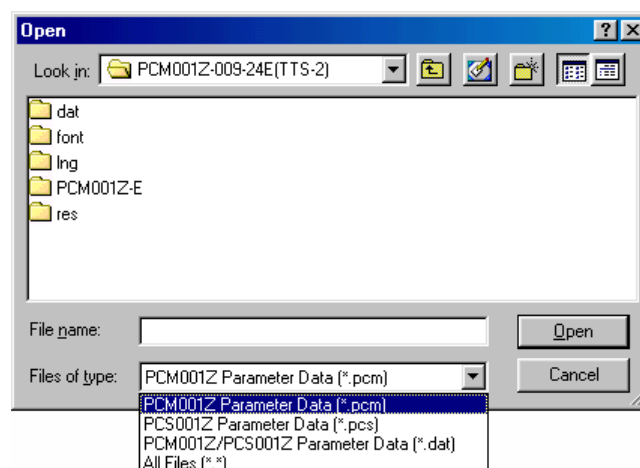 Open
Look in: PCM001Z-009-24E(TTS-2)
dat
font
lng
PCM001Z-E
res
File name:
Open
Files of type: PCM001Z Parameter Data (*.pcm)
Cancel
PCM001Z Parameter Data (*.pcm)
PCS001Z Parameter Data (*.pcs)
PCM001Z/PCS001Z Parameter Data (*.dat)
All Files (*.*)